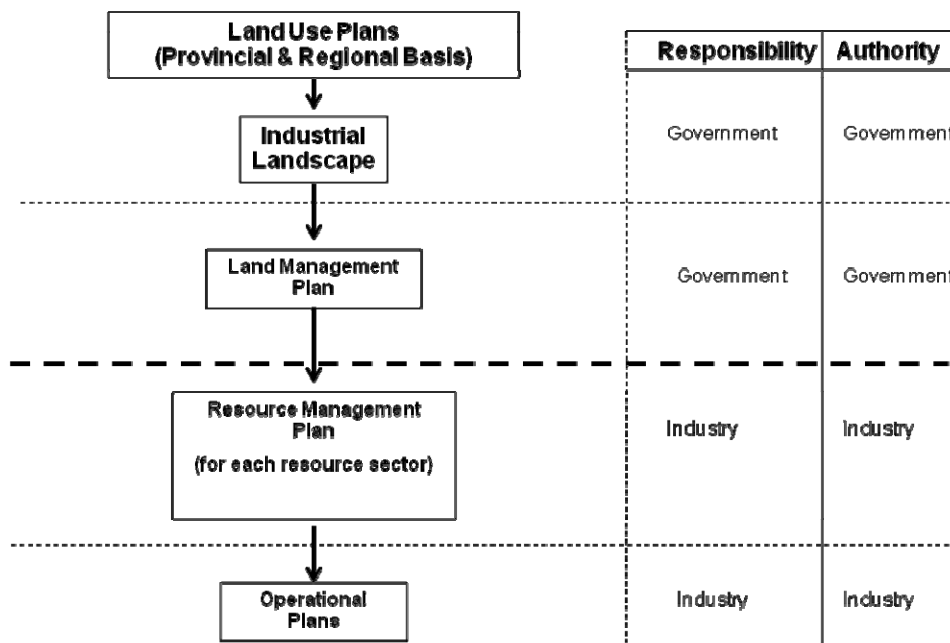 Land Use Plans
(Provincial & Regional Basis)
Responsibility
Authority
Industrial
Landscape
Government
Government
Land Management
Plan
Government
Government
Resource Management
Plan
(for each resource sector)
Industry
Industry
Operational
Plans
Industry
Industry